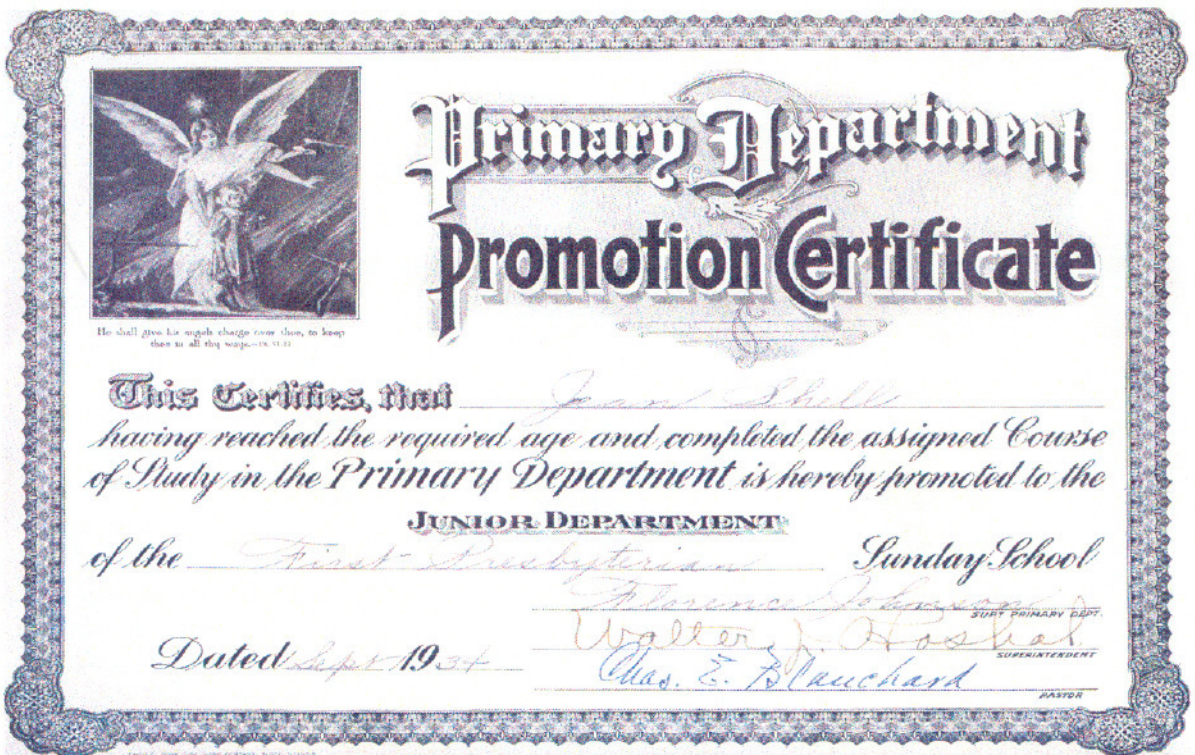 Primary Department
Promotion Certificate
He shall give his angels charge over thee, to keep
thee in all thy ways.
This Certifies, that Jean Shell
having reached the required age and completed the assigned Course
of Study in the Primary Department is hereby promoted to the
JUNIOR DEPARTMENT
of the First Presbyterian Sunday School
Florence Johnson
SUPT PRIMARY DEPT.
Walter J.
SUPERINTENDENT
Dated Sept 1934
Chas. E. Blanchard
PASTOR